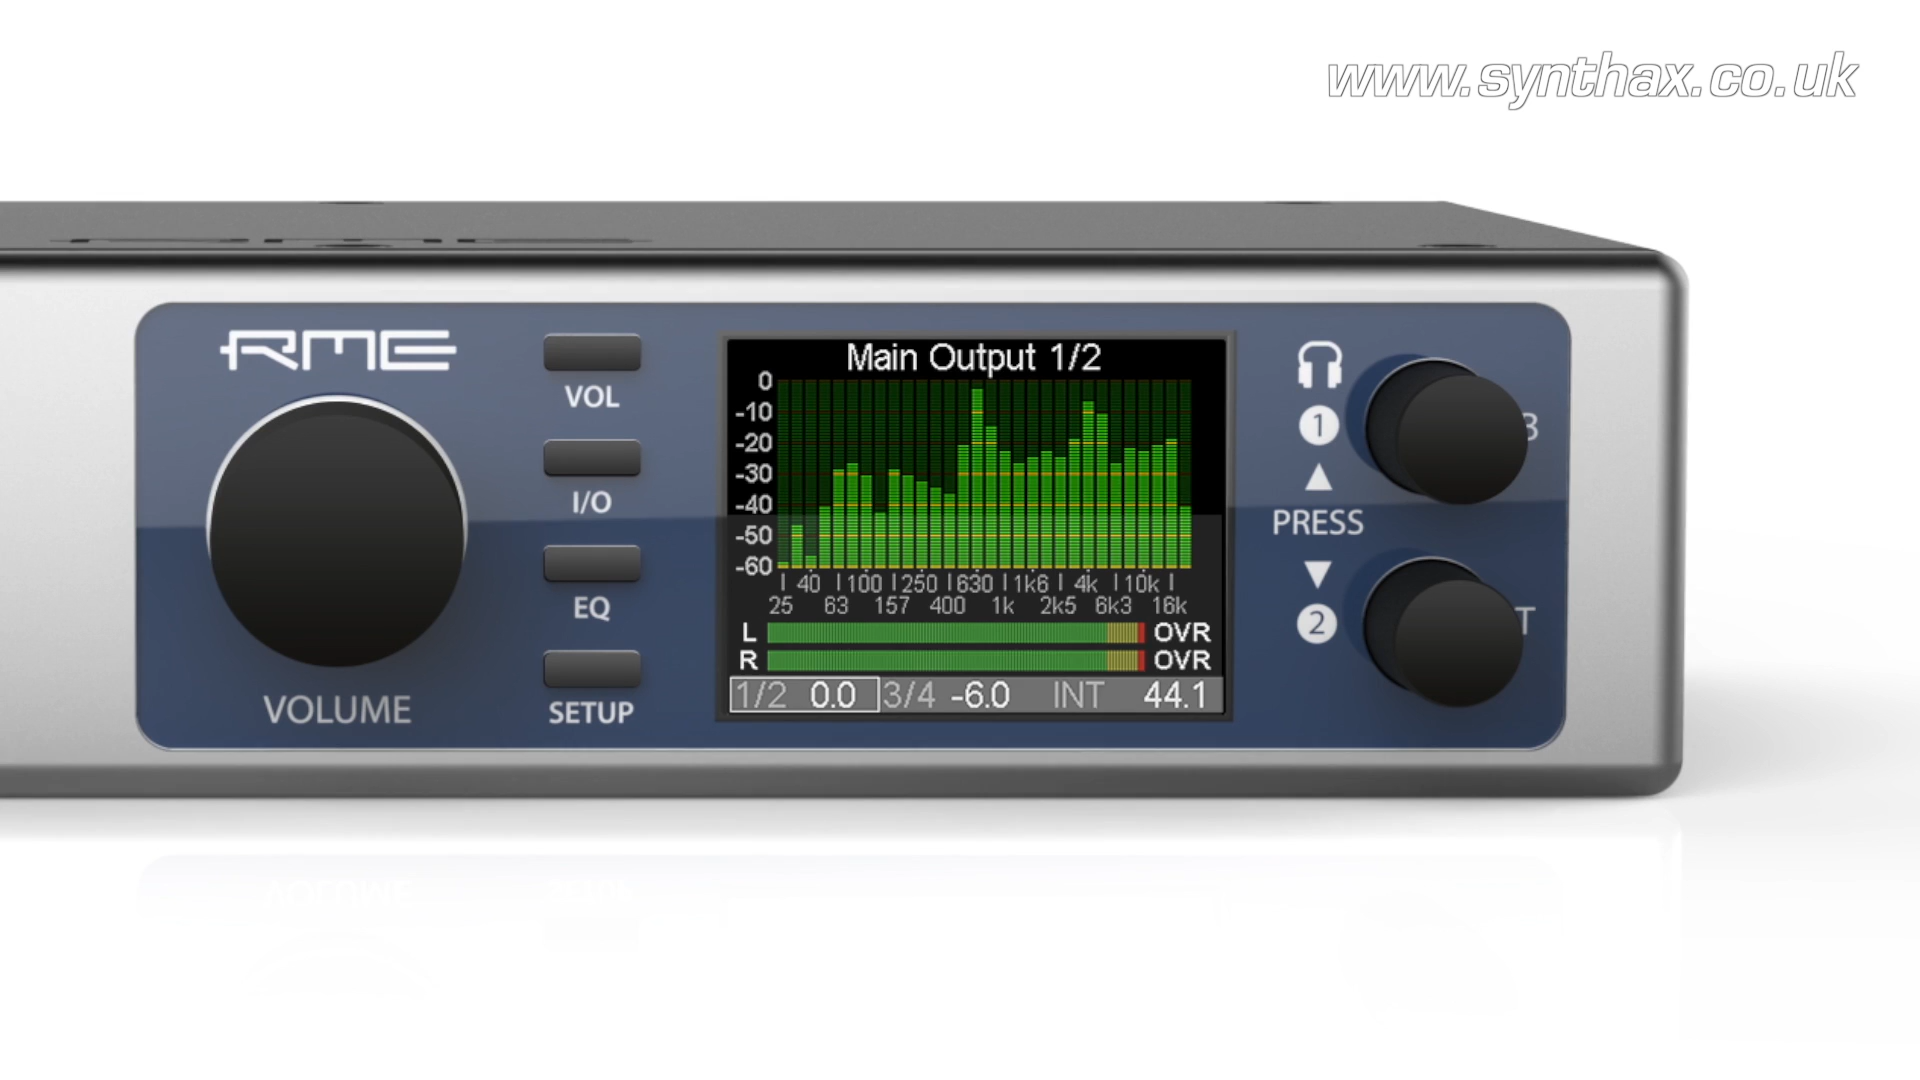 www.synthax.co.uk
RME
VOLUME
VOL
I/O
EQ
SETUP
Main Output 1/2
0
-10
-20
-30
-40
-50
-60
40 100 250 630 1k6 4k 10k
25 63 157 400 1k 2k5 6k3 16k
L OVR
R OVR
1/2 0.0 3/4 -6.0 INT 44.1
1
PRESS
2
B
T